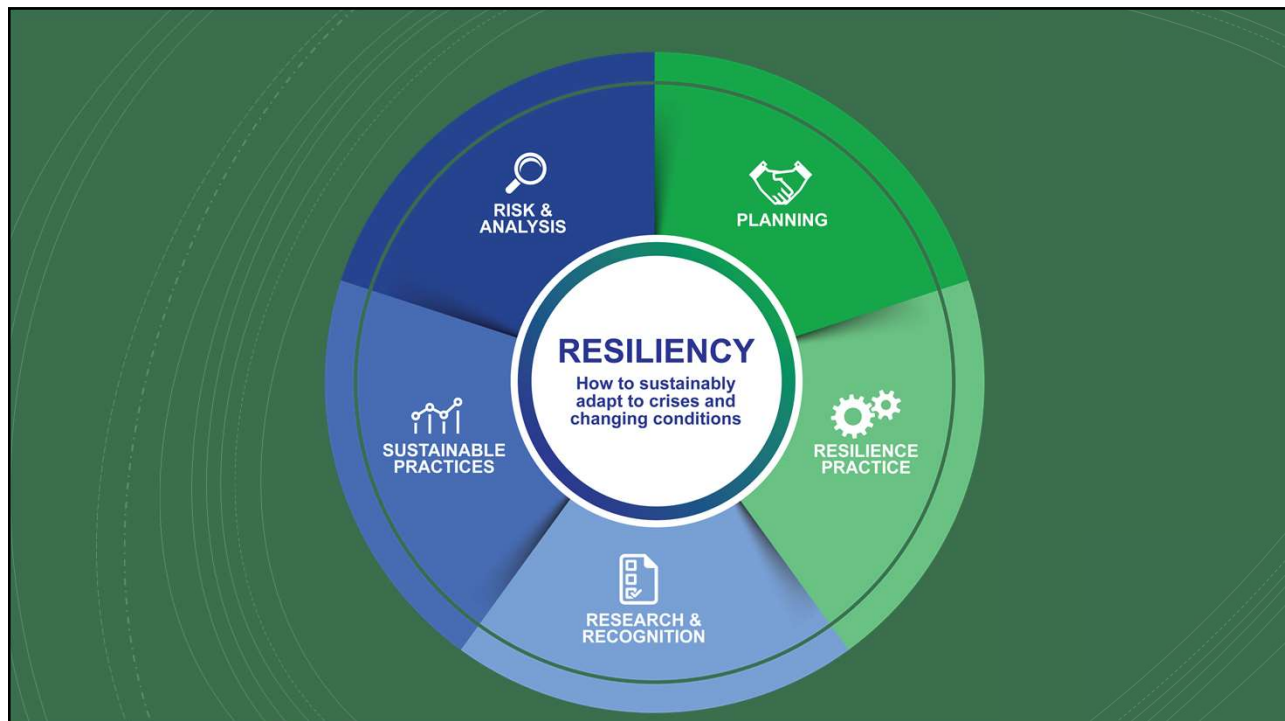 RISK &
ANALYSIS
PLANNING
RESILIENCY
How to sustainably
adapt to crises and
changing conditions
SUSTAINABLE
PRACTICES
RESILIENCE
PRACTICE
RESEARCH &
RECOGNITION